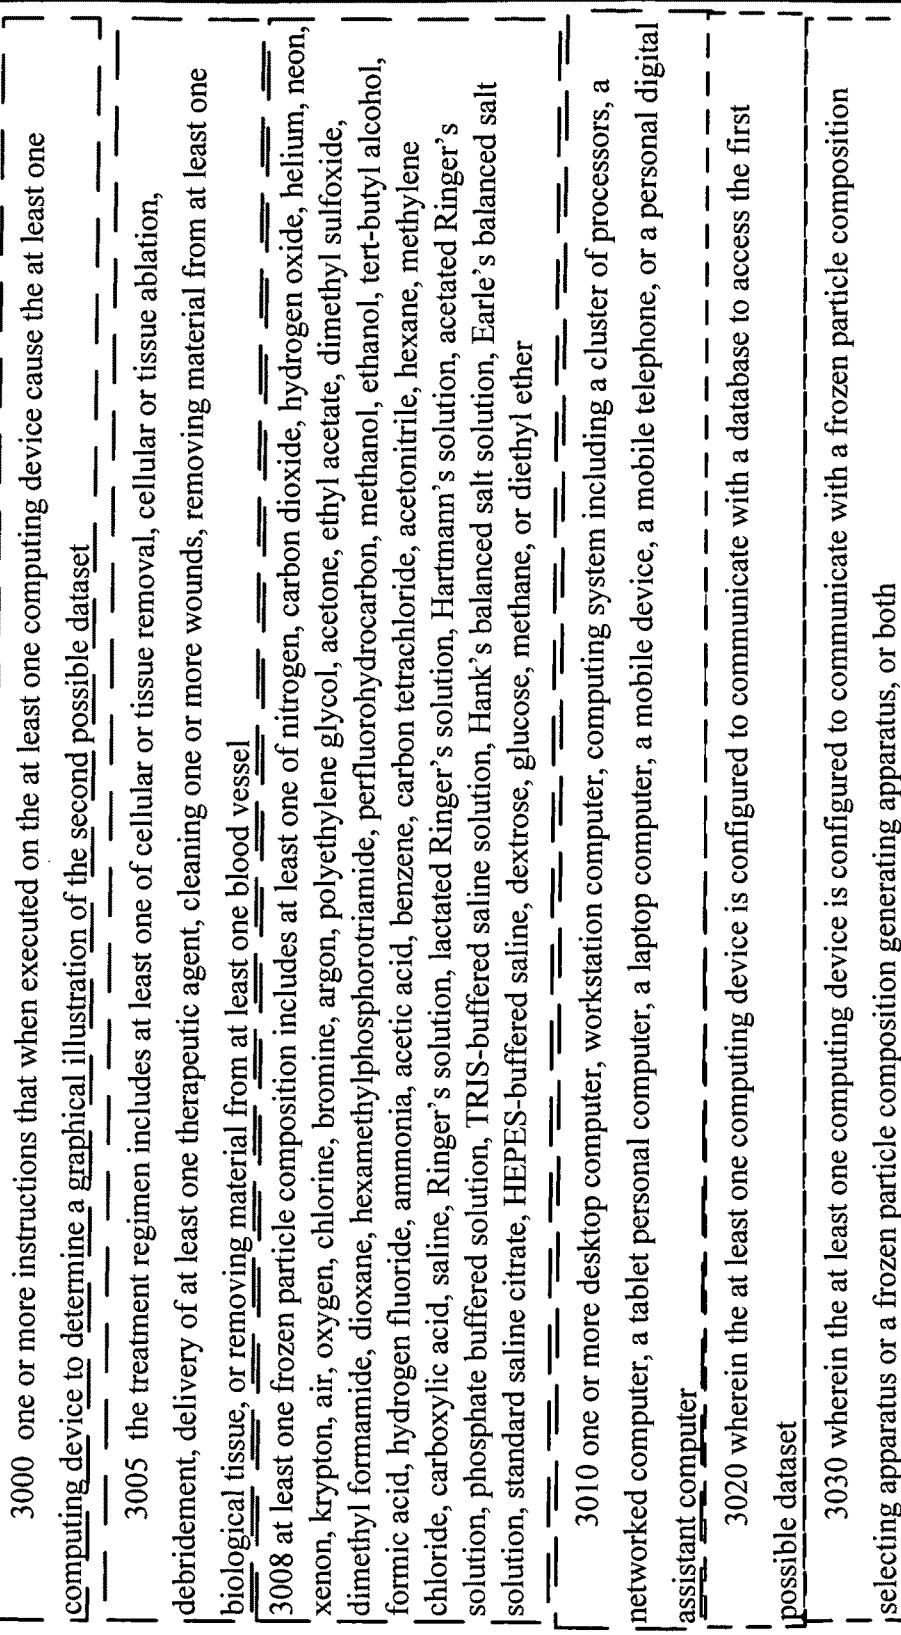 3000 one or more instructions that when executed on the at least one computing device cause the at least one
computing device to determine a graphical illustration of the second possible dataset
3005 the treatment regimen includes at least one of cellular or tissue removal, cellular or tissue ablation,
debridement, delivery of at least one therapeutic agent, cleaning one or more wounds, removing material from at least one
biological tissue, or removing material from at least one blood vessel
3008 at least one frozen particle composition includes at least one of nitrogen, carbon dioxide, hydrogen oxide, helium, neon,
xenon, krypton, air, oxygen, chlorine, bromine, argon, polyethylene glycol, acetone, ethyl acetate, dimethyl sulfoxide,
dimethyl formamide, dioxane, hexamethylphosphorotriamide, perfluorohydrocarbon, methanol, ethanol, tert-butyl alcohol,
formic acid, hydrogen fluoride, ammonia, acetic acid, benzene, carbon tetrachloride, acetonitrile, hexane, methylene
chloride, carboxylic acid, saline, Ringer's solution, lactated Ringer's solution, Hartmann's solution, acetated Ringer's
solution, phosphate buffered solution, TRIS-buffered saline solution, Hank's balanced salt solution, Earle's balanced salt
solution, standard saline citrate, HEPES-buffered saline, dextrose, glucose, methane, or diethyl ether
3010 one or more desktop computer, workstation computer, computing system including a cluster of processors, a
networked computer, a tablet personal computer, a laptop computer, a mobile device, a mobile telephone, or a personal digital
assistant computer
3020 wherein the at least one computing device is configured to communicate with a database to access the first
possible dataset
3030 wherein the at least one computing device is configured to communicate with a frozen particle composition
selecting apparatus or a frozen particle composition generating apparatus, or both